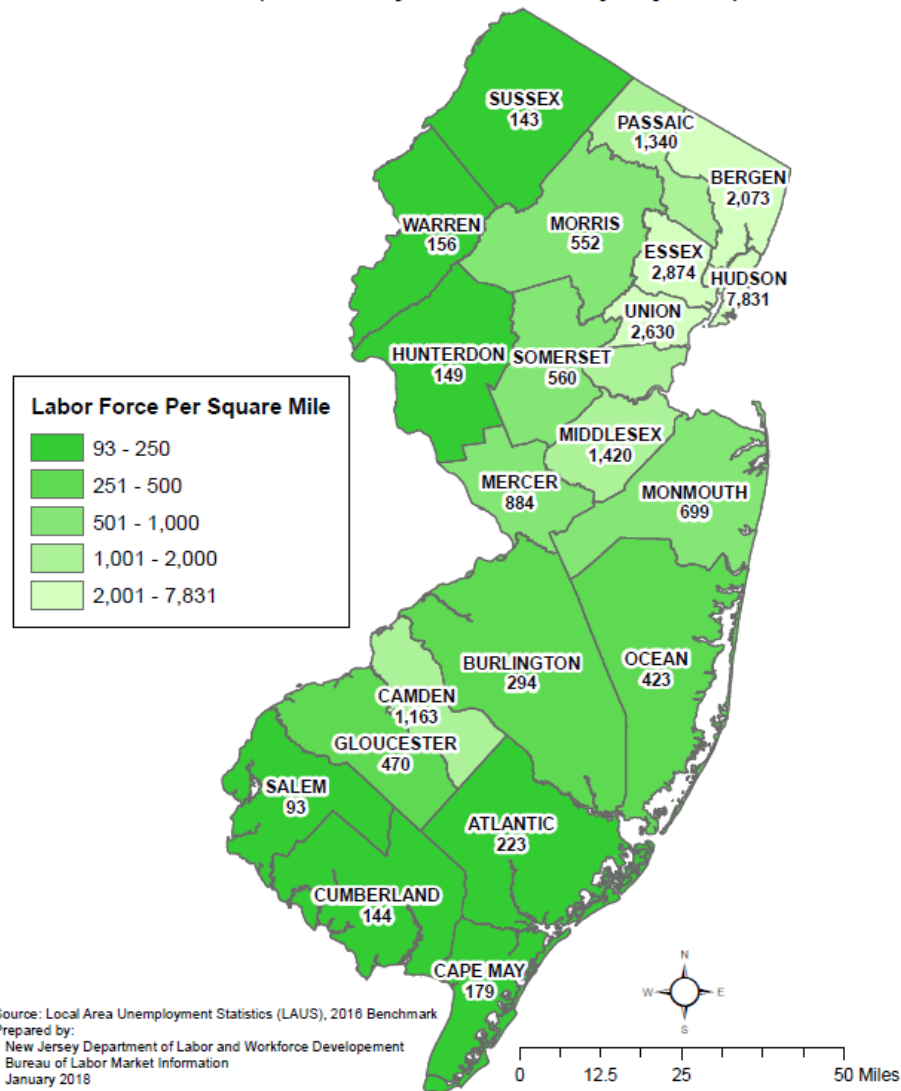 SUSSEX
143
PASSAIC
1,340
BERGEN
2,073
WARREN
156
MORRIS
552
ESSEX
2,874
HUDSON
7,831
UNION
2,630
HUNTERDON
149
SOMERSET
560
Labor Force Per Square Mile
93 - 250
251 - 500
501 - 1,000
1,001 - 2,000
2,001 - 7,831
MIDDLESEX
1,420
MERCER
884
MONMOUTH
699
BURLINGTON
294
OCEAN
423
CAMDEN
1,163
GLOUCESTER
470
SALEM
93
ATLANTIC
223
CUMBERLAND
144
CAPE MAY
179
N
W E
S
Source: Local Area Unemployment Statistics (LAUS), 2016 Benchmark
Prepared by:
New Jersey Department of Labor and Workforce Developement
Bureau of Labor Market Information
January 2018
0 12.5 25 50 Miles